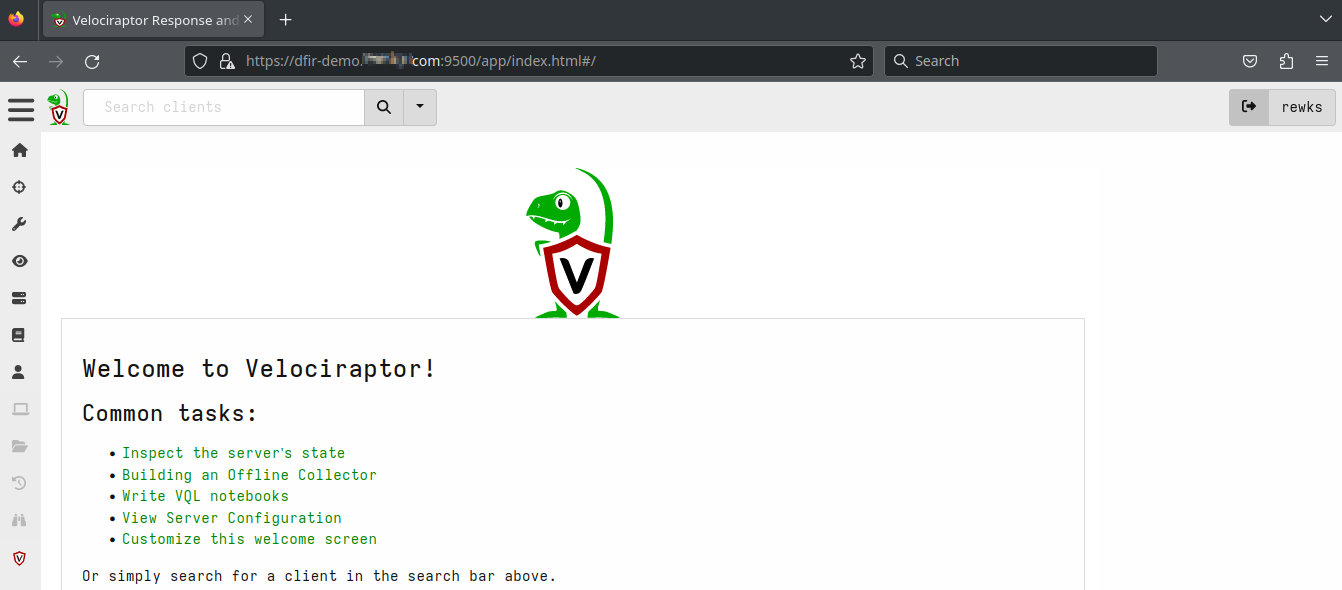 Velociraptor Response and
https://dfir-demo.
com:9500/app/index.html#/
Search
Search clients
rewks
V
Welcome to Velociraptor!
Common tasks:
• Inspect the server's state
• Building an Offline Collector
• Write VQL notebooks
• View Server Configuration
• Customize this welcome screen
Or simply search for a client in the search bar above.